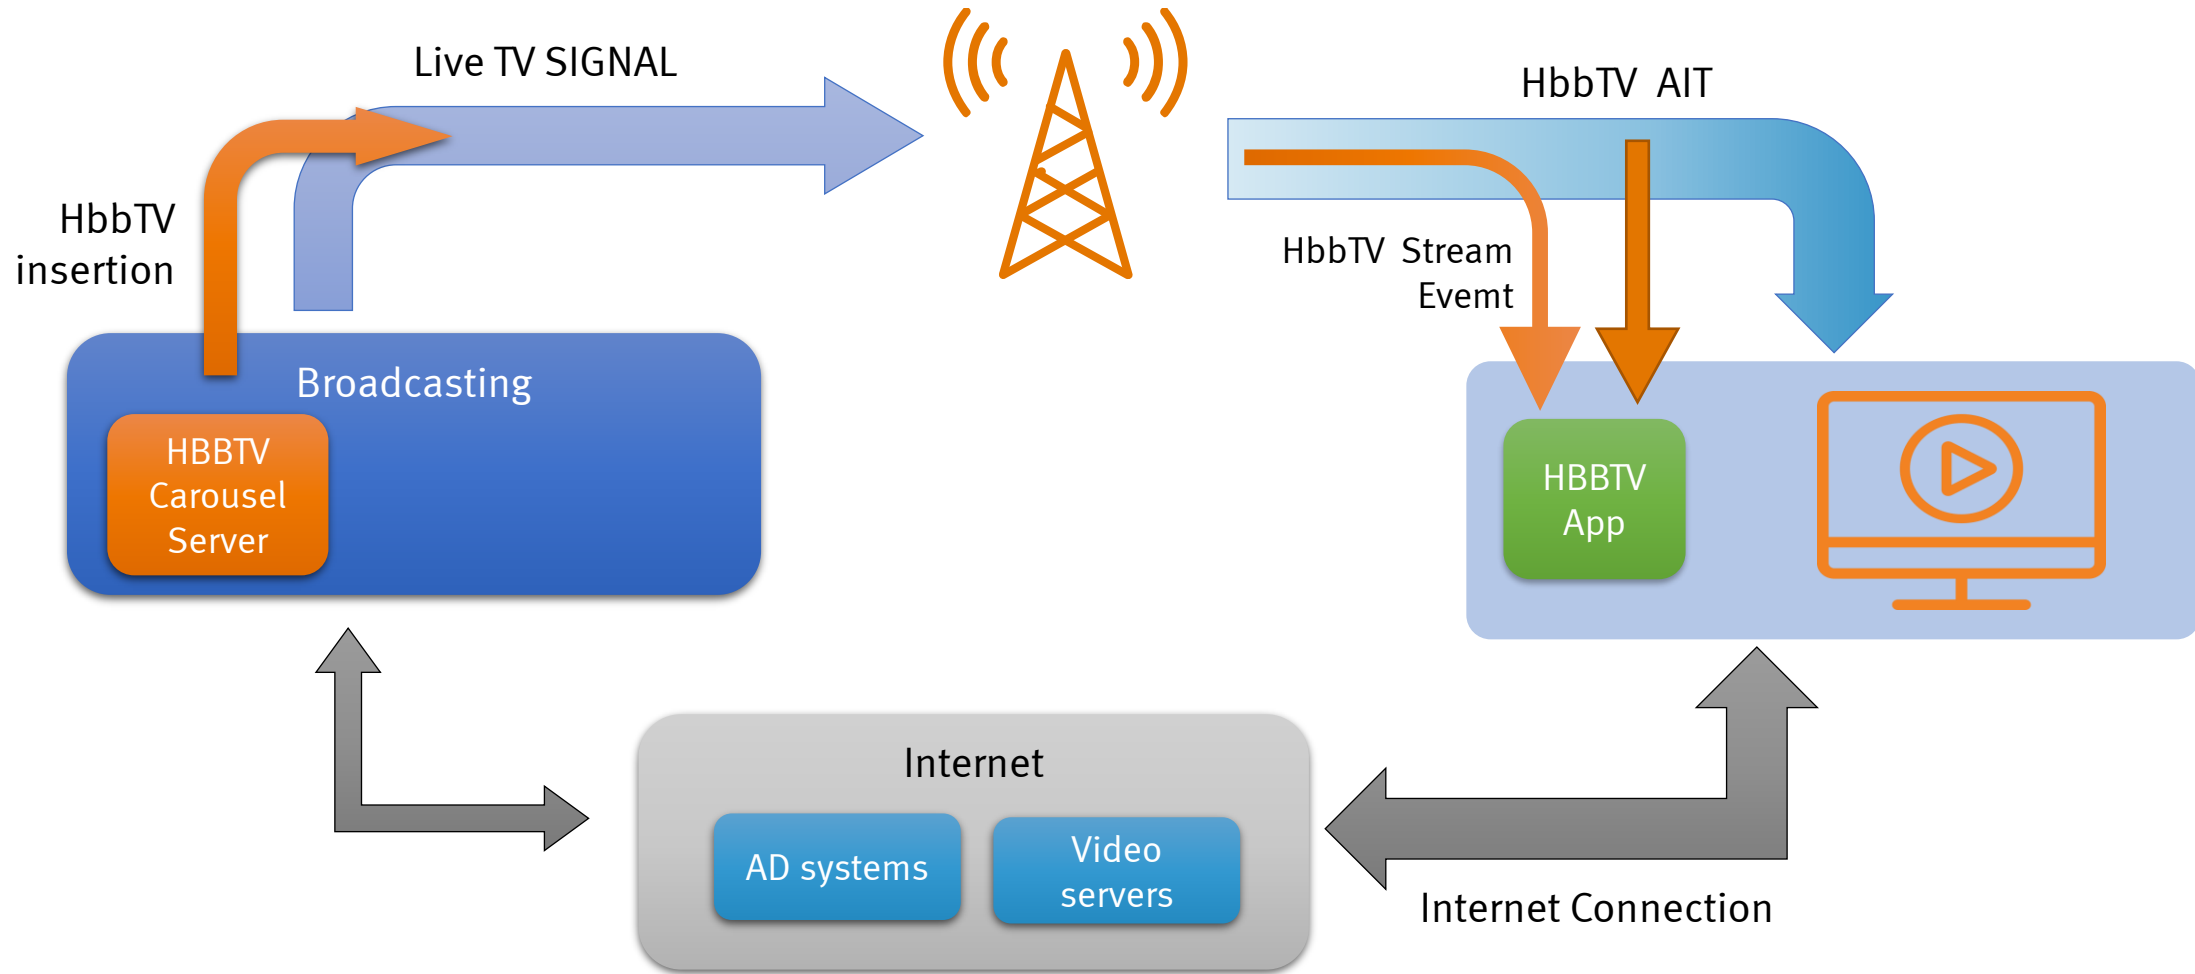 Live TV SIGNAL
HbbTV AIT
HbbTV
insertion
HbbTV Stream
Evemt
Broadcasting
HBBTV
Carousel
Server
HBBTV
App
Internet
AD systems
Video
servers
Internet Connection